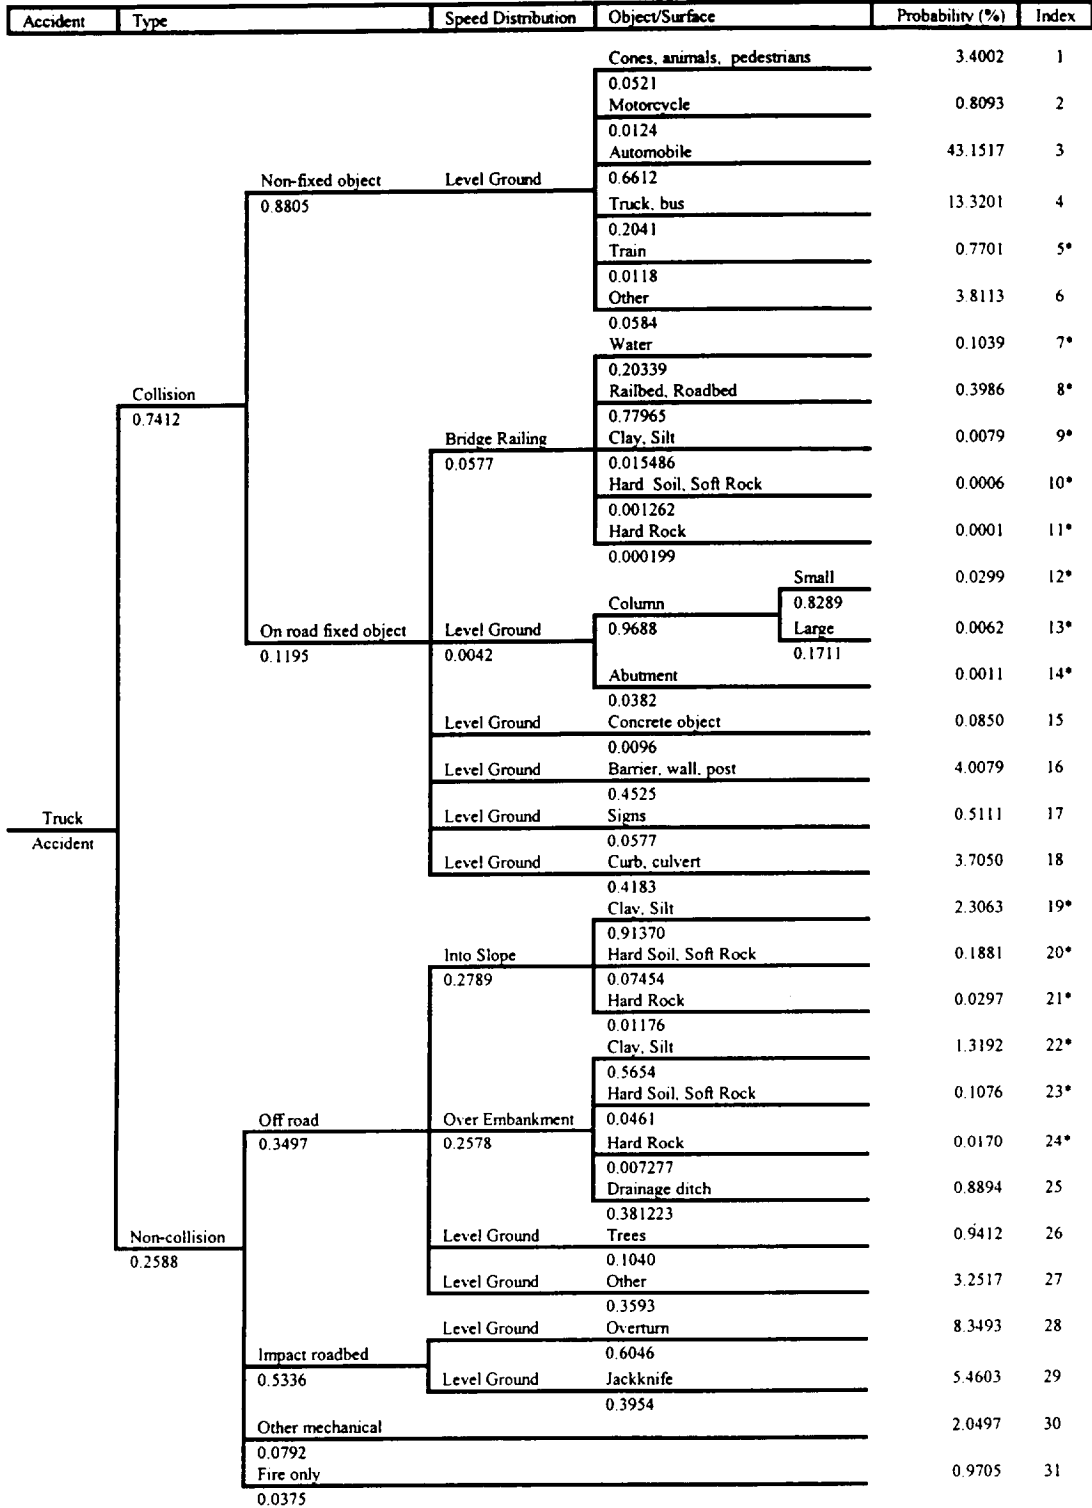 Accident Type Speed Distribution Object/Surface Probability (%) Index
Cones, animals, pedestrians 3.4002 1
0.0521
Motorcycle 0.8093 2
0.0124
Automobile 43.1517 3
Non-fixed object Level Ground 0.6612
0.8805 Truck, bus 13.3201 4
0.2041
Train 0.7701 5*
0.0118
Other 3.8113 6
0.0584
Water 0.1039 7*
0.20339
Collision Railbed, Roadbed 0.3986 8*
0.7412 0.77965
Bridge Railing Clay, Silt 0.0079 9*
0.0577 0.015486
Hard Soil, Soft Rock 0.0006 10*
0.001262
Hard Rock 0.0001 11*
0.000199
Small 0.0299 12*
Column 0.8289
On road fixed object Level Ground 0.9688 Large 0.0062 13*
0.1195 0.0042 0.1711
Abutment 0.0011 14*
0.0382
Level Ground Concrete object 0.0850 15
0.0096
Level Ground Barrier, wall, post 4.0079 16
0.4525
Truck Level Ground Signs 0.5111 17
Accident 0.0577
Level Ground Curb, culvert 3.7050 18
0.4183
Clay, Silt 2.3063 19*
0.91370
Into Slope Hard Soil, Soft Rock 0.1881 20*
0.2789 0.07454
Hard Rock 0.0297 21*
0.01176
Clay, Silt 1.3192 22*
0.5654
Hard Soil, Soft Rock 0.1076 23*
Off road Over Embankment 0.0461
0.3497 0.2578 Hard Rock 0.0170 24*
0.007277
Drainage ditch 0.8894 25
0.381223
Non-collision Level Ground Trees 0.9412 26
0.2588 0.1040
Level Ground Other 3.2517 27
0.3593
Level Ground Overturn 8.3493 28
Impact roadbed 0.6046
0.5336 Level Ground Jackknife 5.4603 29
0.3954
Other mechanical 2.0497 30
0.0792
Fire only 0.9705 31
0.0375